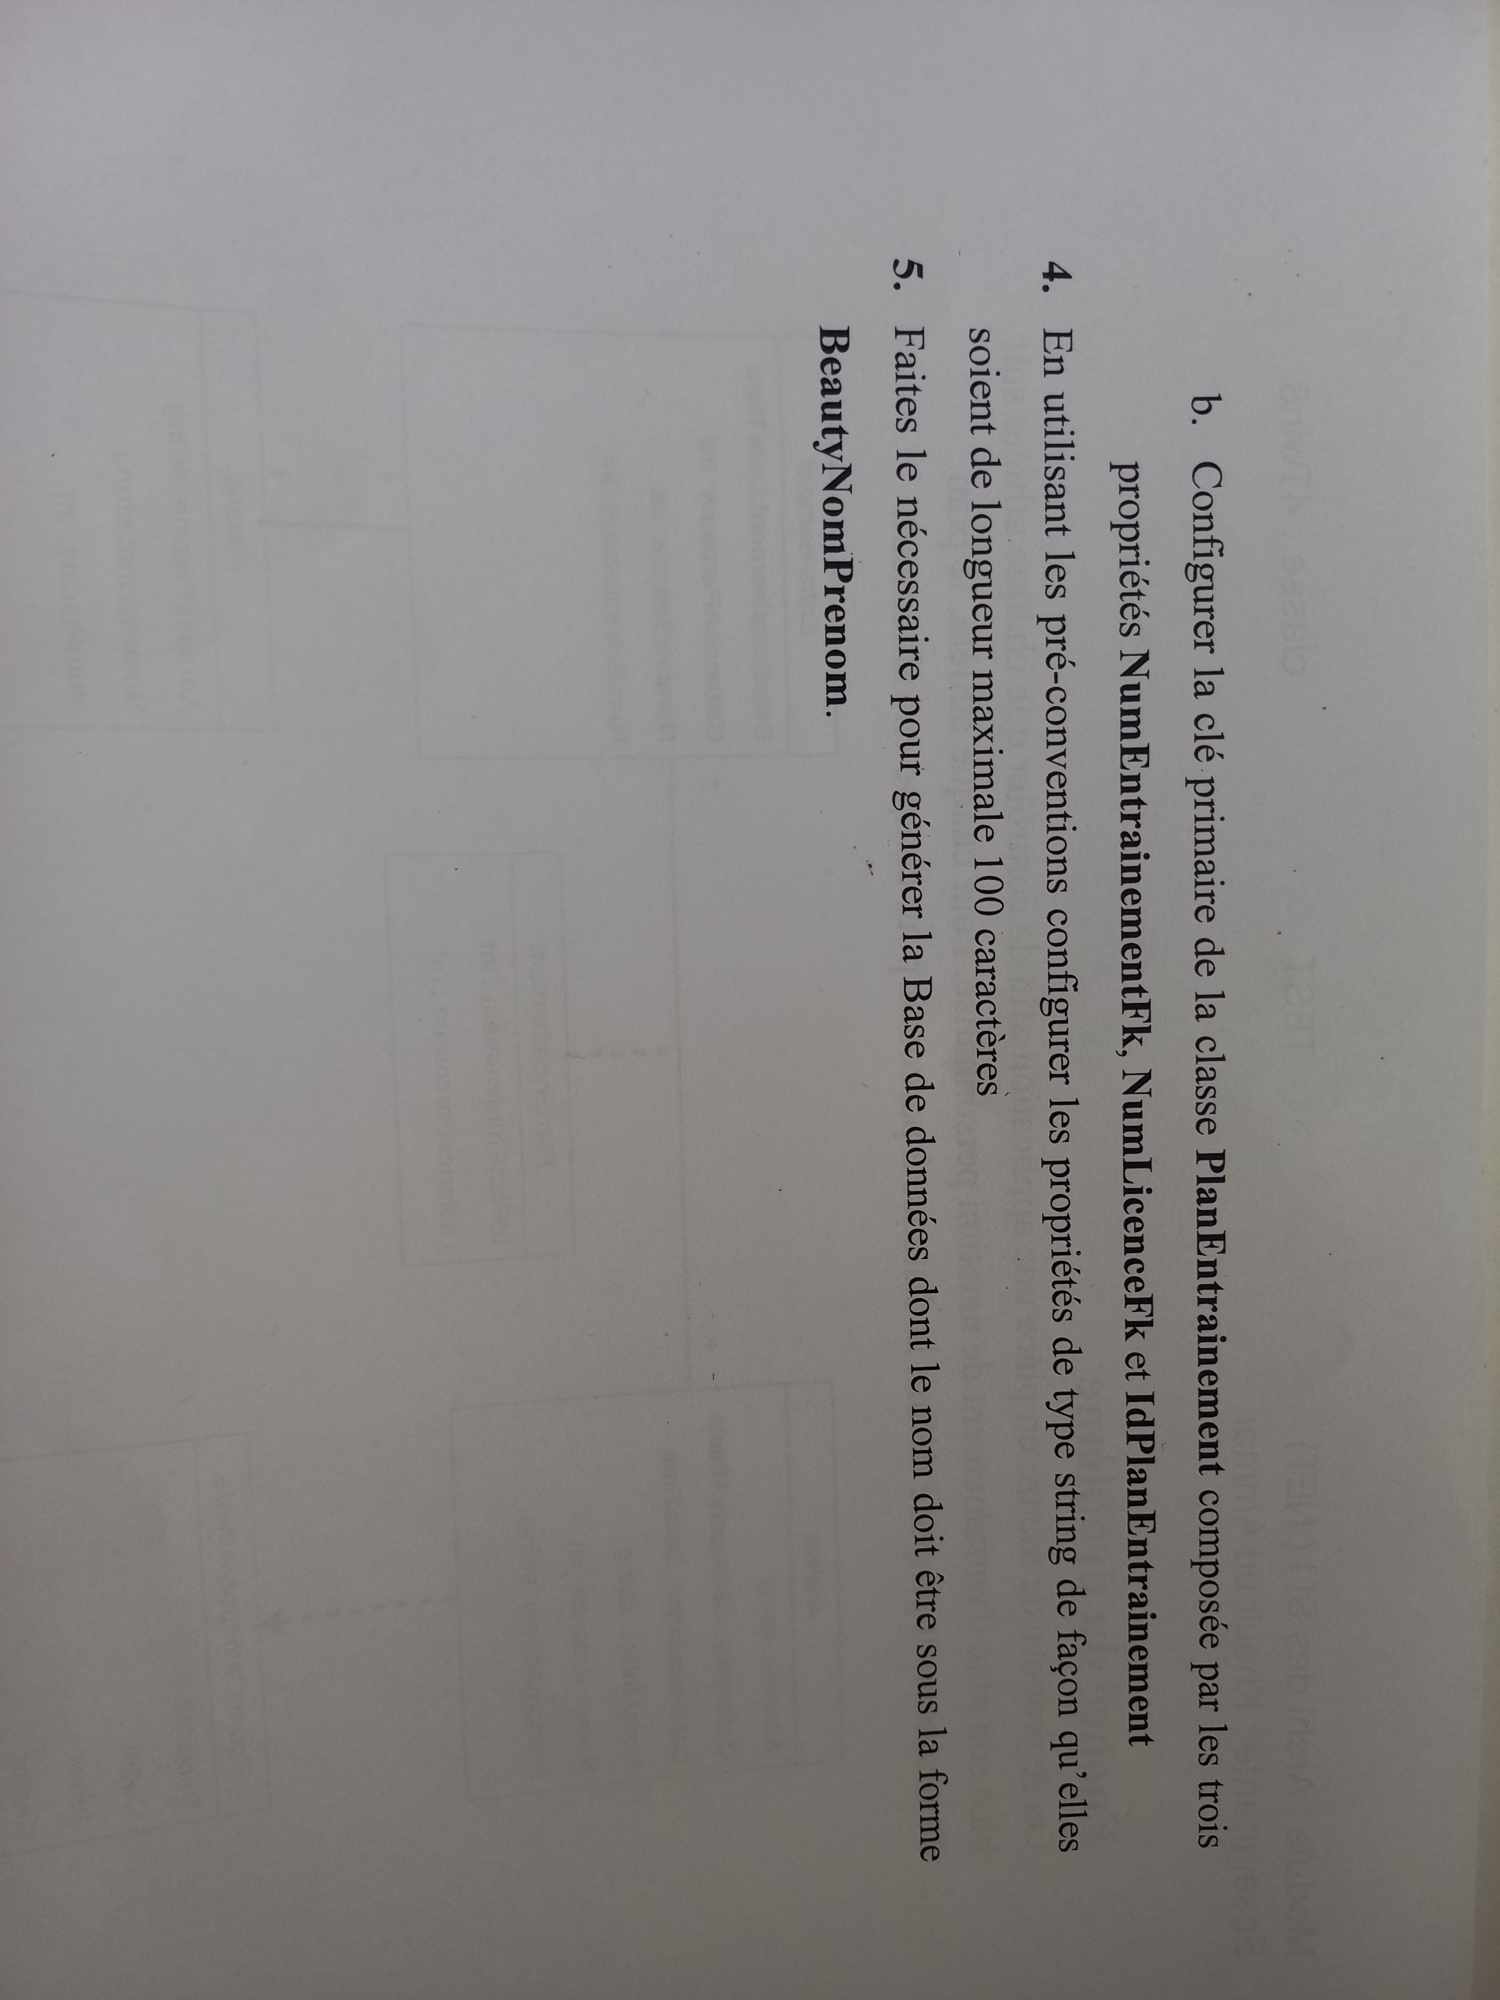 b. Configurer la clé primaire de la classe PlanEntrainement composée par les trois
propriétés NumEntrainementFk, NumLicenceFk et IdPlanEntrainement
4. En utilisant les pré-conventions configurer les propriétés de type string de façon qu'elles
soient de longueur maximale 100 caractères
5. Faites le nécessaire pour générer la Base de données dont le nom doit être sous la forme
BeautyNomPrenom.